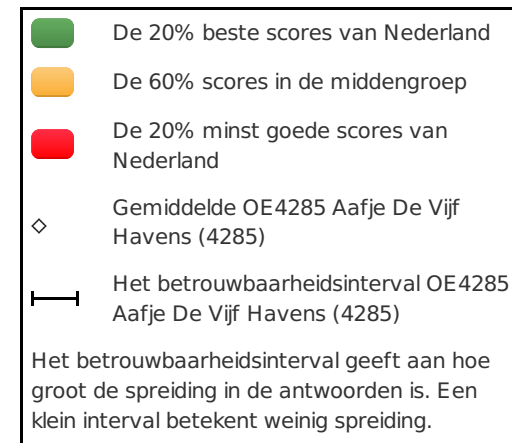 De 20% beste scores van Nederland
De 60% scores in de middengroep
De 20% minst goede scores van
Nederland
Gemiddelde OE4285 Aafje De Vijf
Havens (4285)
Het betrouwbaarheidsinterval OE4285
Aafje De Vijf Havens (4285)
Het betrouwbaarheidsinterval geeft aan hoe
groot de spreiding in de antwoorden is. Een
klein interval betekent weinig spreiding.